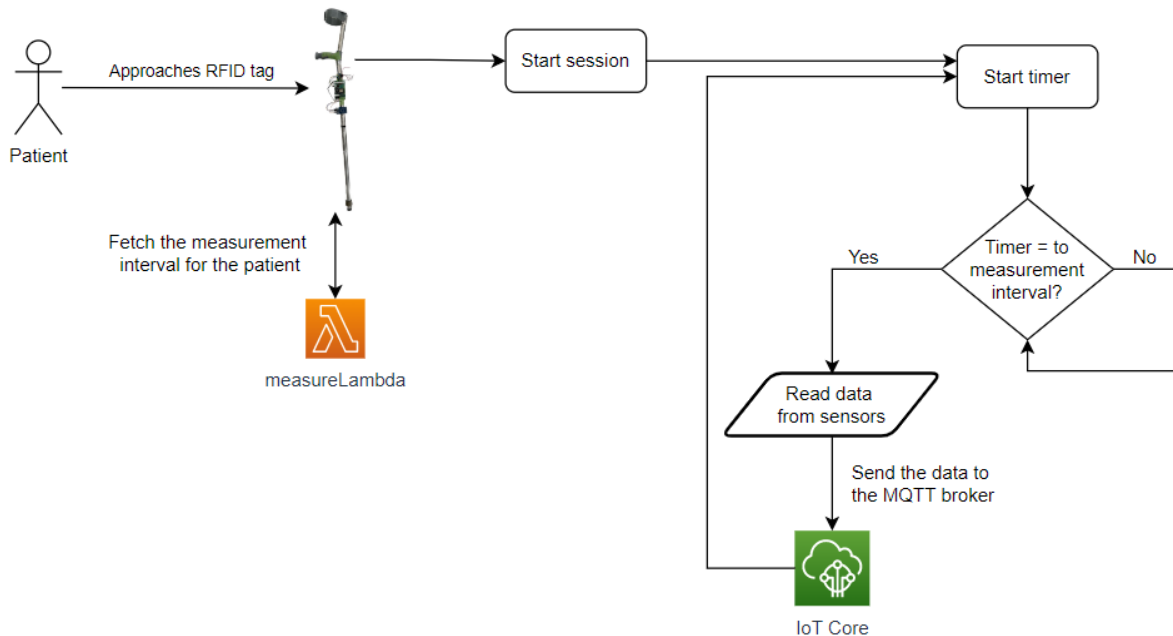 Approaches RFID tag
Patient
Fetch the measurement
interval for the patient
measureLambda
Start session
Start timer
Timer = to
measurement
interval?
Yes
No
Read data
from sensors
Send the data to
the MQTT broker
IoT Core